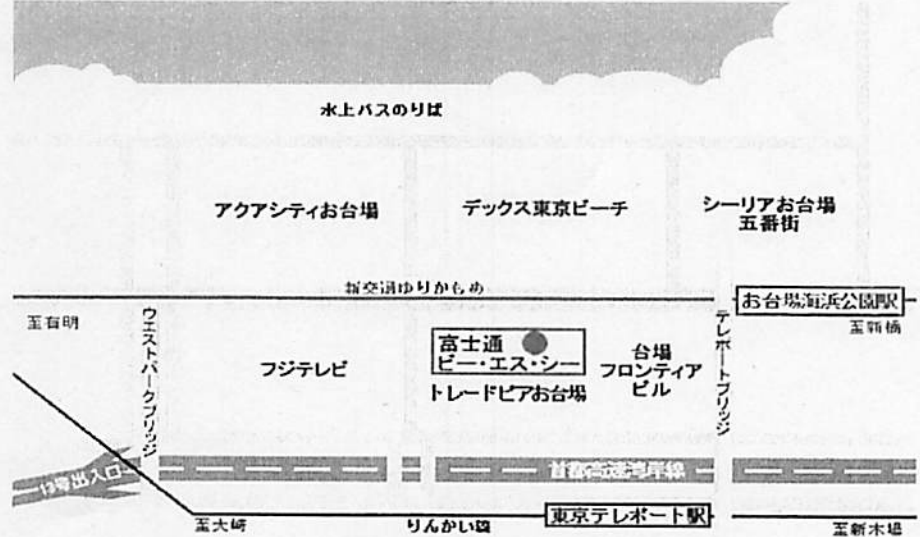 水上バスのりば
アクアシティお台場
デックス東京ビーチ
シーリアお台場
五番街
新交通ゆりかもめ
お台場海浜公園駅
至有明
至新橋
ウエストパークブリッジ
フジテレビ
富士通
ビー・エス・シー
トレードピアお台場
台場
フロンティア
ビル
テレポートブリッジ
13号出入口
首都高速湾岸線
至大崎
りんかい線
東京テレポート駅
至新木場